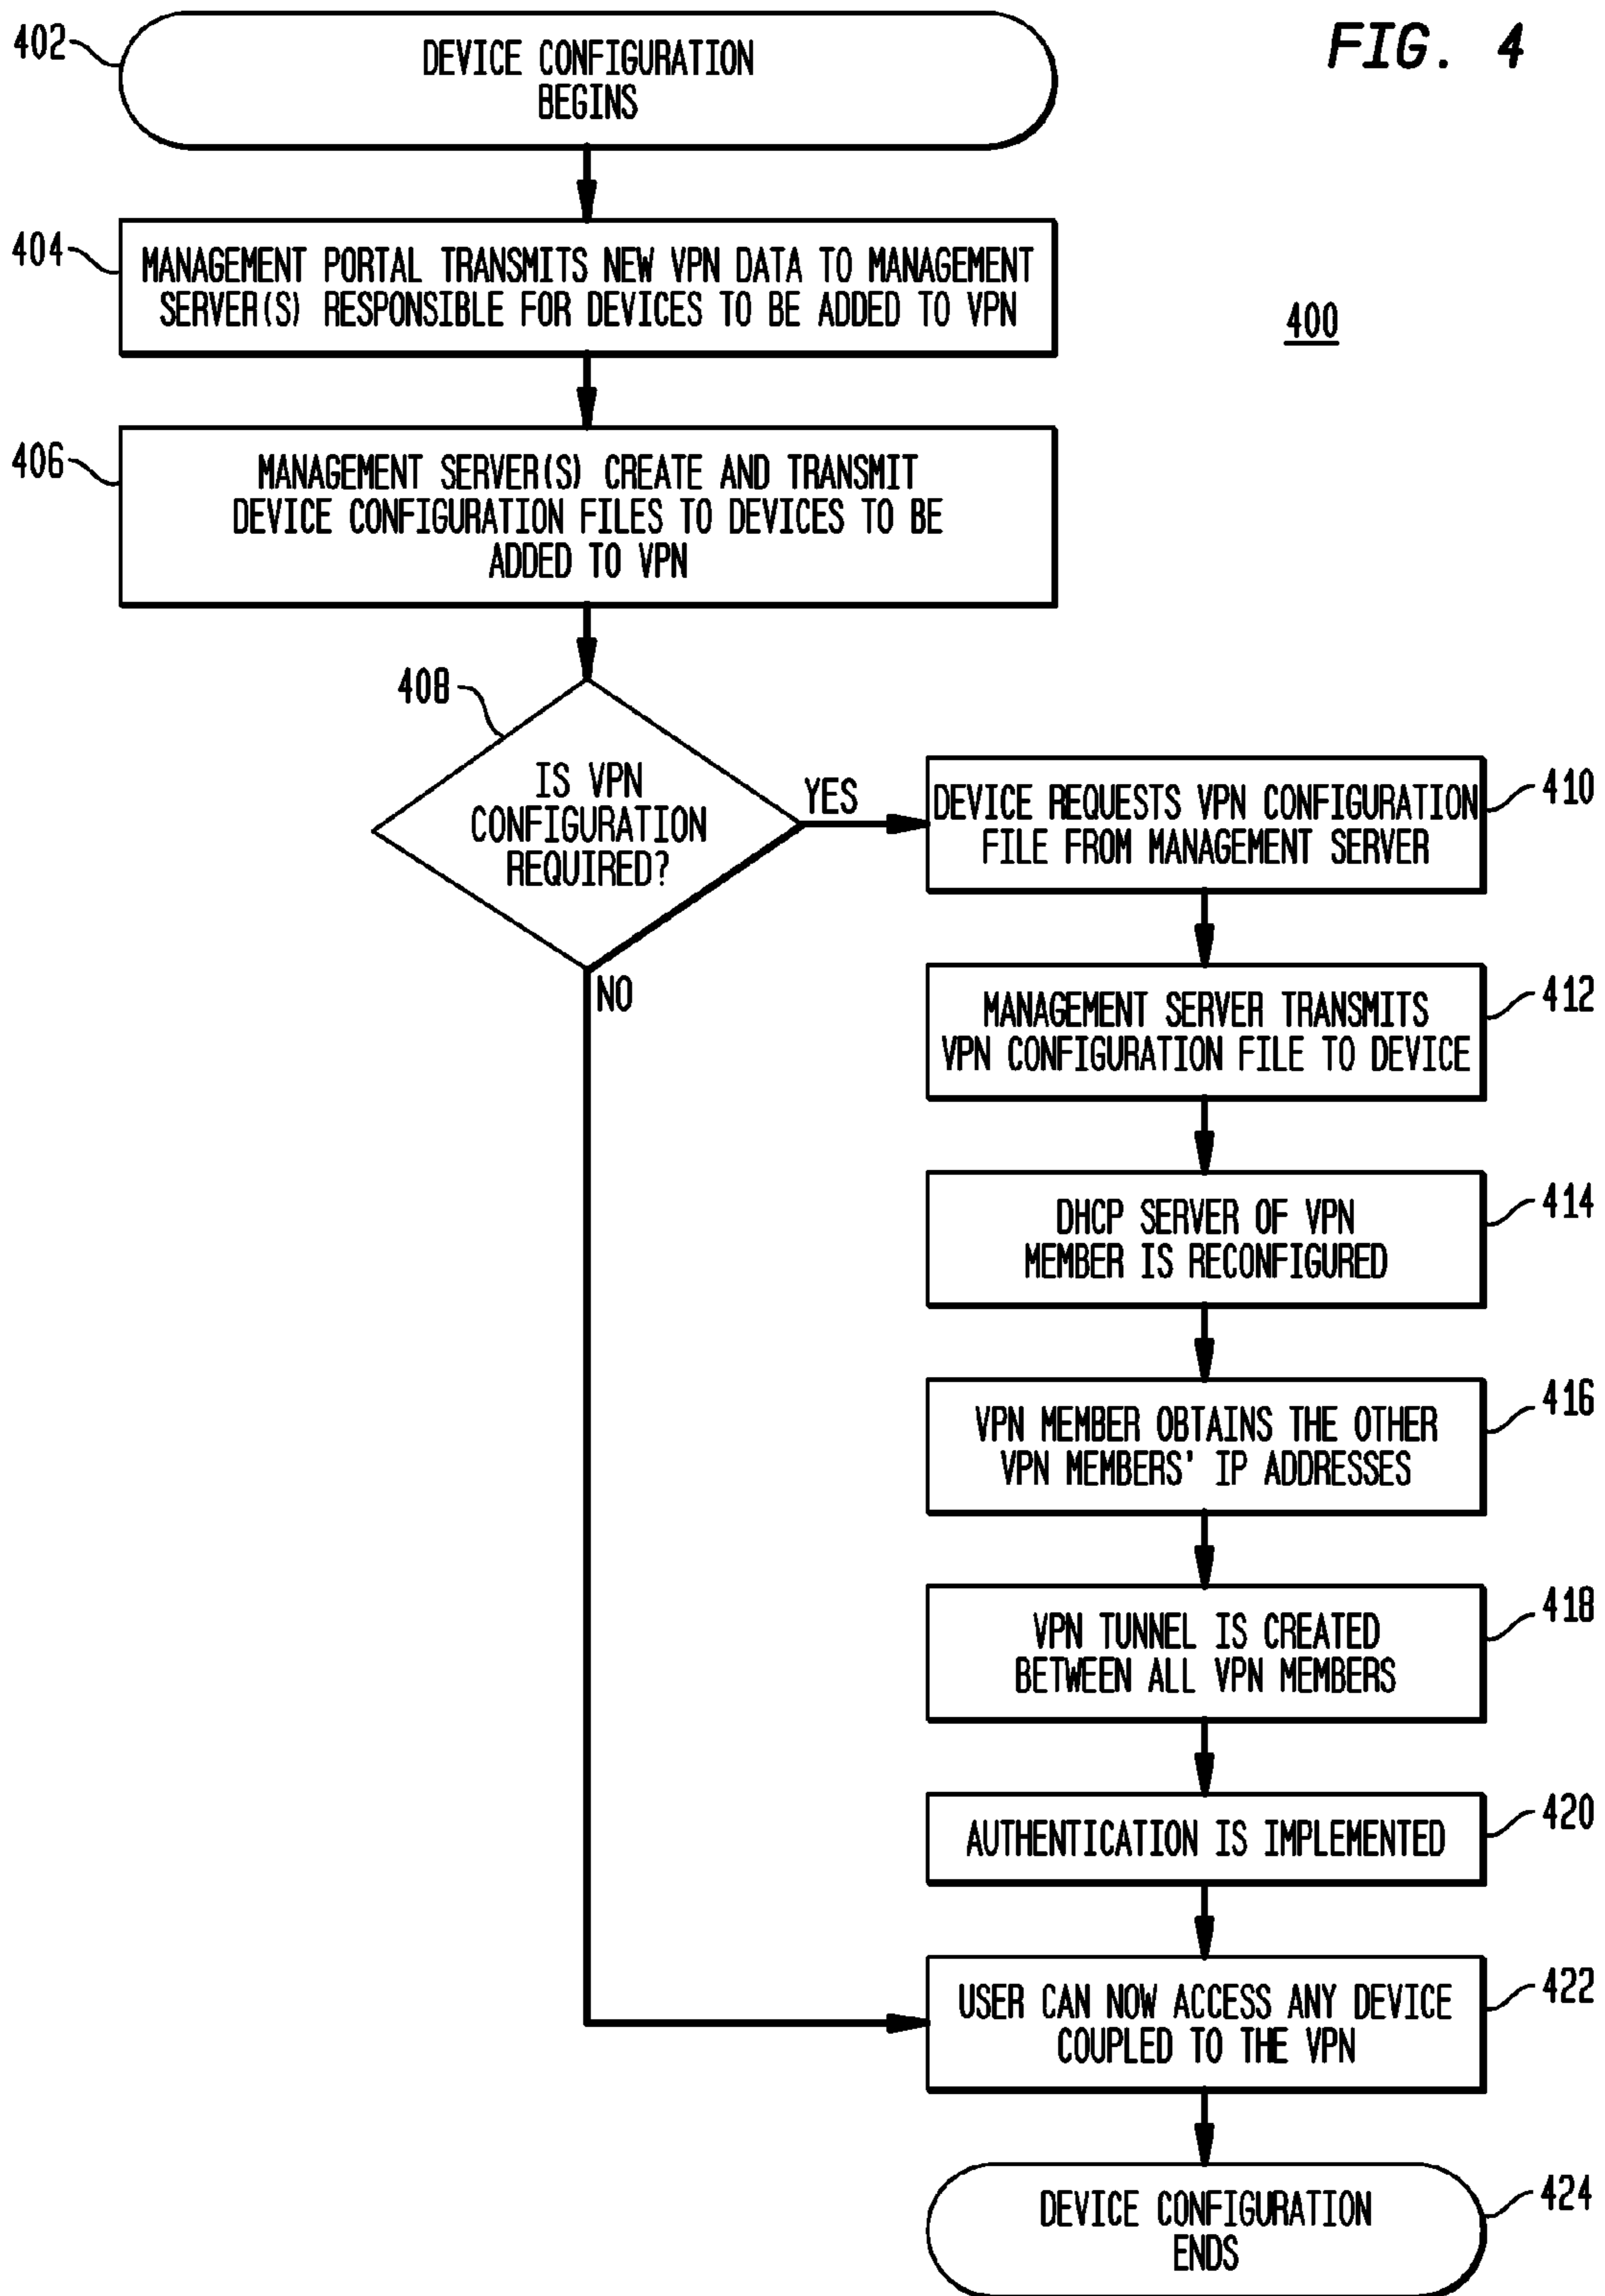 FIG. 4
400
402
DEVICE CONFIGURATION
BEGINS
404
MANAGEMENT PORTAL TRANSMITS NEW VPN DATA TO MANAGEMENT
SERVER(S) RESPONSIBLE FOR DEVICES TO BE ADDED TO VPN
406
MANAGEMENT SERVER(S) CREATE AND TRANSMIT
DEVICE CONFIGURATION FILES TO DEVICES TO BE
ADDED TO VPN
408
IS VPN
CONFIGURATION
REQUIRED?
YES
NO
DEVICE REQUESTS VPN CONFIGURATION
FILE FROM MANAGEMENT SERVER
410
MANAGEMENT SERVER TRANSMITS
VPN CONFIGURATION FILE TO DEVICE
412
DHCP SERVER OF VPN
MEMBER IS RECONFIGURED
414
VPN MEMBER OBTAINS THE OTHER
VPN MEMBERS' IP ADDRESSES
416
VPN TUNNEL IS CREATED
BETWEEN ALL VPN MEMBERS
418
AUTHENTICATION IS IMPLEMENTED
420
USER CAN NOW ACCESS ANY DEVICE
COUPLED TO THE VPN
422
DEVICE CONFIGURATION
ENDS
424